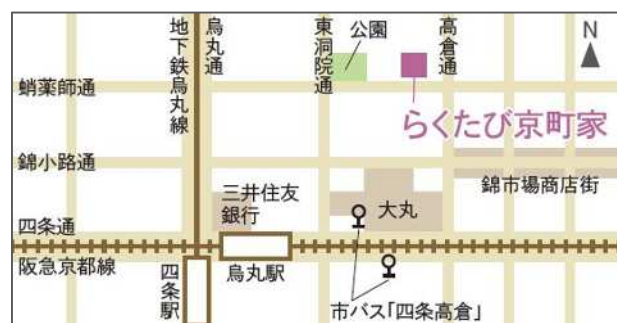 地下鉄烏丸線
烏丸通
東洞院通
公園
高倉通
N
蛸薬師通
らくたび京町家
錦小路通
錦市場商店街
三井住友
銀行
大丸
四条通
阪急京都線
四条駅
烏丸駅
市バス「四条高倉」